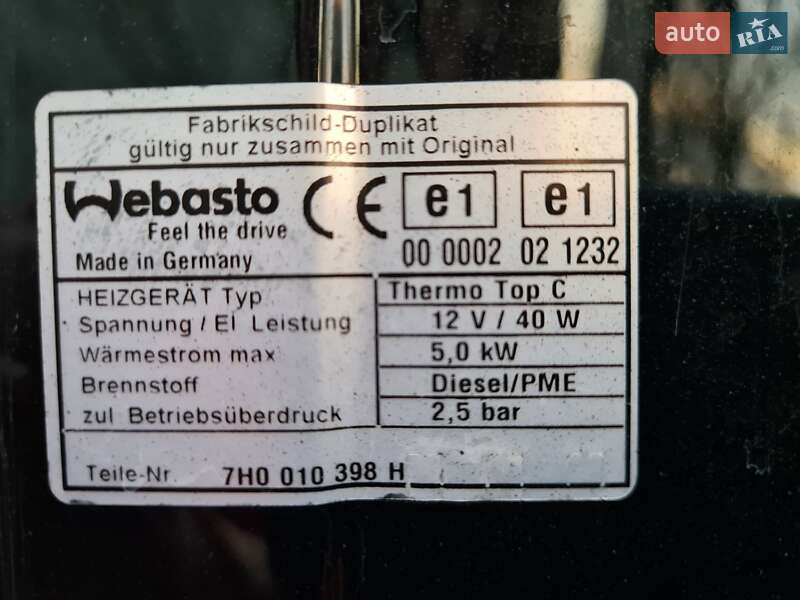 auto RIA
Fabrikschild-Duplikat
gültig nur zusammen mit Original
Webasto
Feel the drive
Made in Germany
CE
e1 e1
00 0002 02 1232
HEIZGERÄT Typ Thermo Top C
Spannung / El Leistung 12 V / 40 W
Wärmestrom max 5,0 kW
Brennstoff Diesel/PME
zul Betriebsüberdruck 2,5 bar
Teile-Nr. 7H0 010 398 H